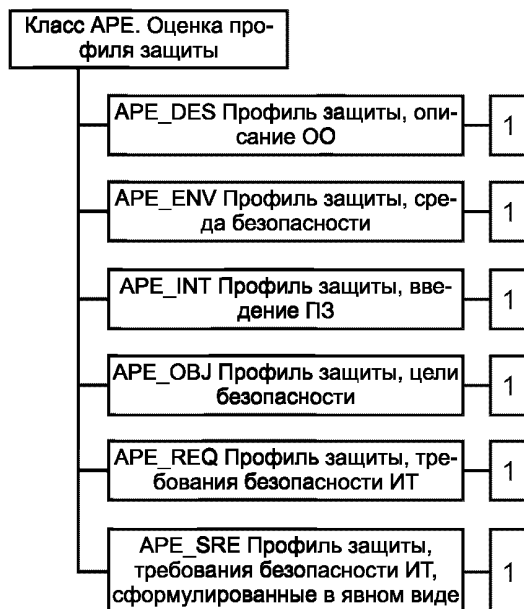 Класс APE. Оценка про-
филя защиты
APE_DES Профиль защиты, опи-
сание ОО
1
APE_ENV Профиль защиты, сре-
да безопасности
1
APE_INT Профиль защиты, вве-
дение ПЗ
1
APE_OBJ Профиль защиты, цели
безопасности
1
APE_REQ Профиль защиты, тре-
бования безопасности ИТ
1
APE_SRE Профиль защиты,
требования безопасности ИТ,
сформулированные в явном виде
1